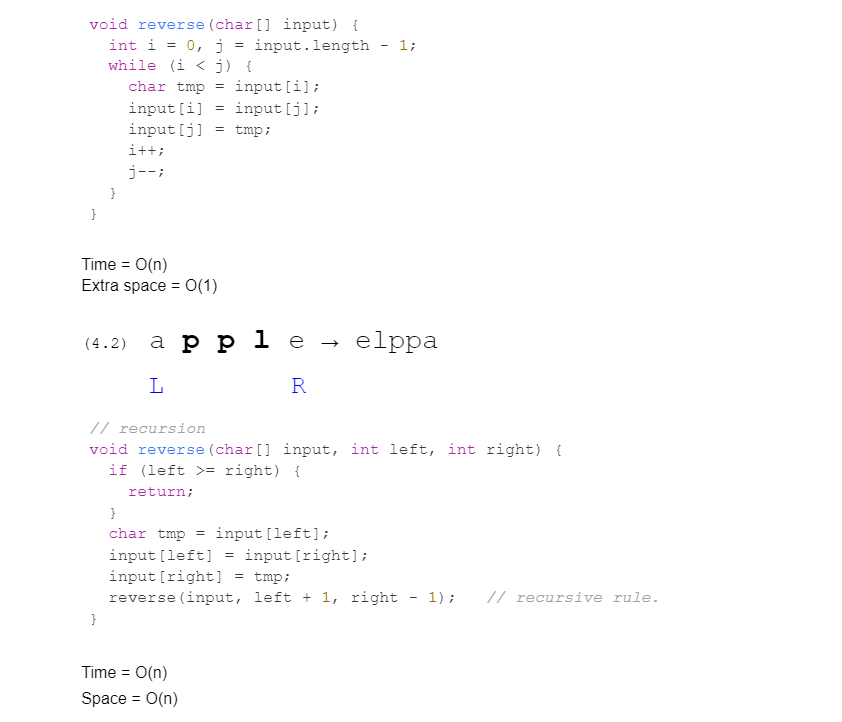 void reverse(char[] input) {
  int i = 0, j = input.length - 1;
  while (i < j) {
    char tmp = input[i];
    input[i] = input[j];
    input[j] = tmp;
    i++;
    j--;
  }
}
Time = O(n)
Extra space = O(1)
(4.2) a p p l e → elppa
L R
// recursion
void reverse(char[] input, int left, int right) {
  if (left >= right) {
    return;
  }
  char tmp = input[left];
  input[left] = input[right];
  input[right] = tmp;
  reverse(input, left + 1, right - 1);   // recursive rule.
}
Time = O(n)
Space = O(n)